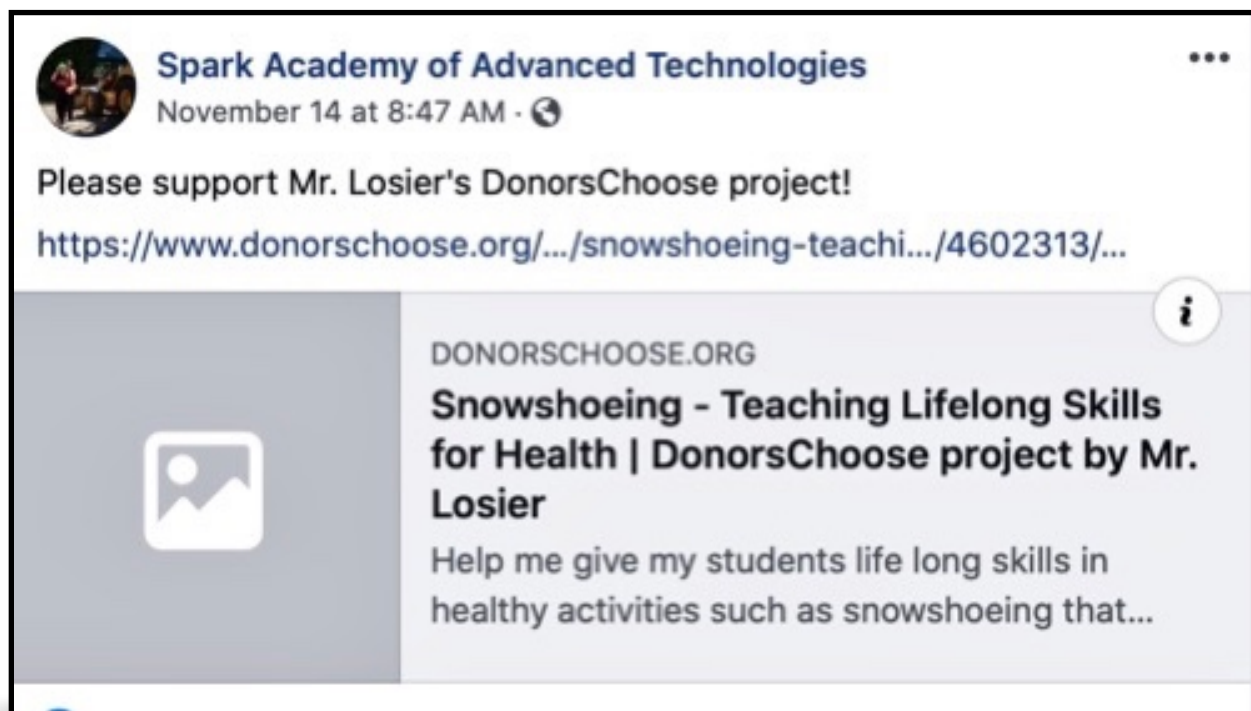 Spark Academy of Advanced Technologies
November 14 at 8:47 AM ·
Please support Mr. Losier's DonorsChoose project!
https://www.donorschoose.org/.../snowshoeing-teachi.../4602313/...
i
DONORSCHOOSE.ORG
Snowshoeing - Teaching Lifelong Skills
for Health | DonorsChoose project by Mr.
Losier
Help me give my students life long skills in
healthy activities such as snowshoeing that...